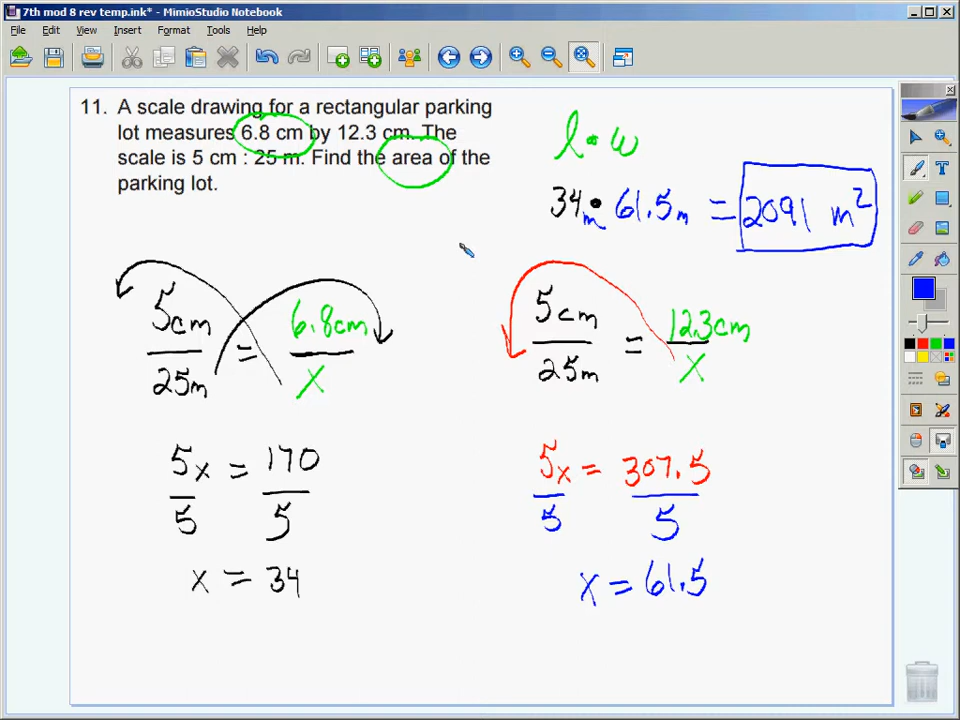 7th mod 8 rev temp.ink* - MimioStudio Notebook
File Edit View Insert Format Tools Help
11. A scale drawing for a rectangular parking
lot measures 6.8 cm by 12.3 cm. The
scale is 5 cm : 25 m. Find the area of the
parking lot.
l • w
34m • 61.5m = 2091 m²
5cm/25m = 6.8cm/x
5x/5 = 170/5
x = 34
5cm/25m = 12.3cm/x
5x/5 = 307.5/5
x = 61.5